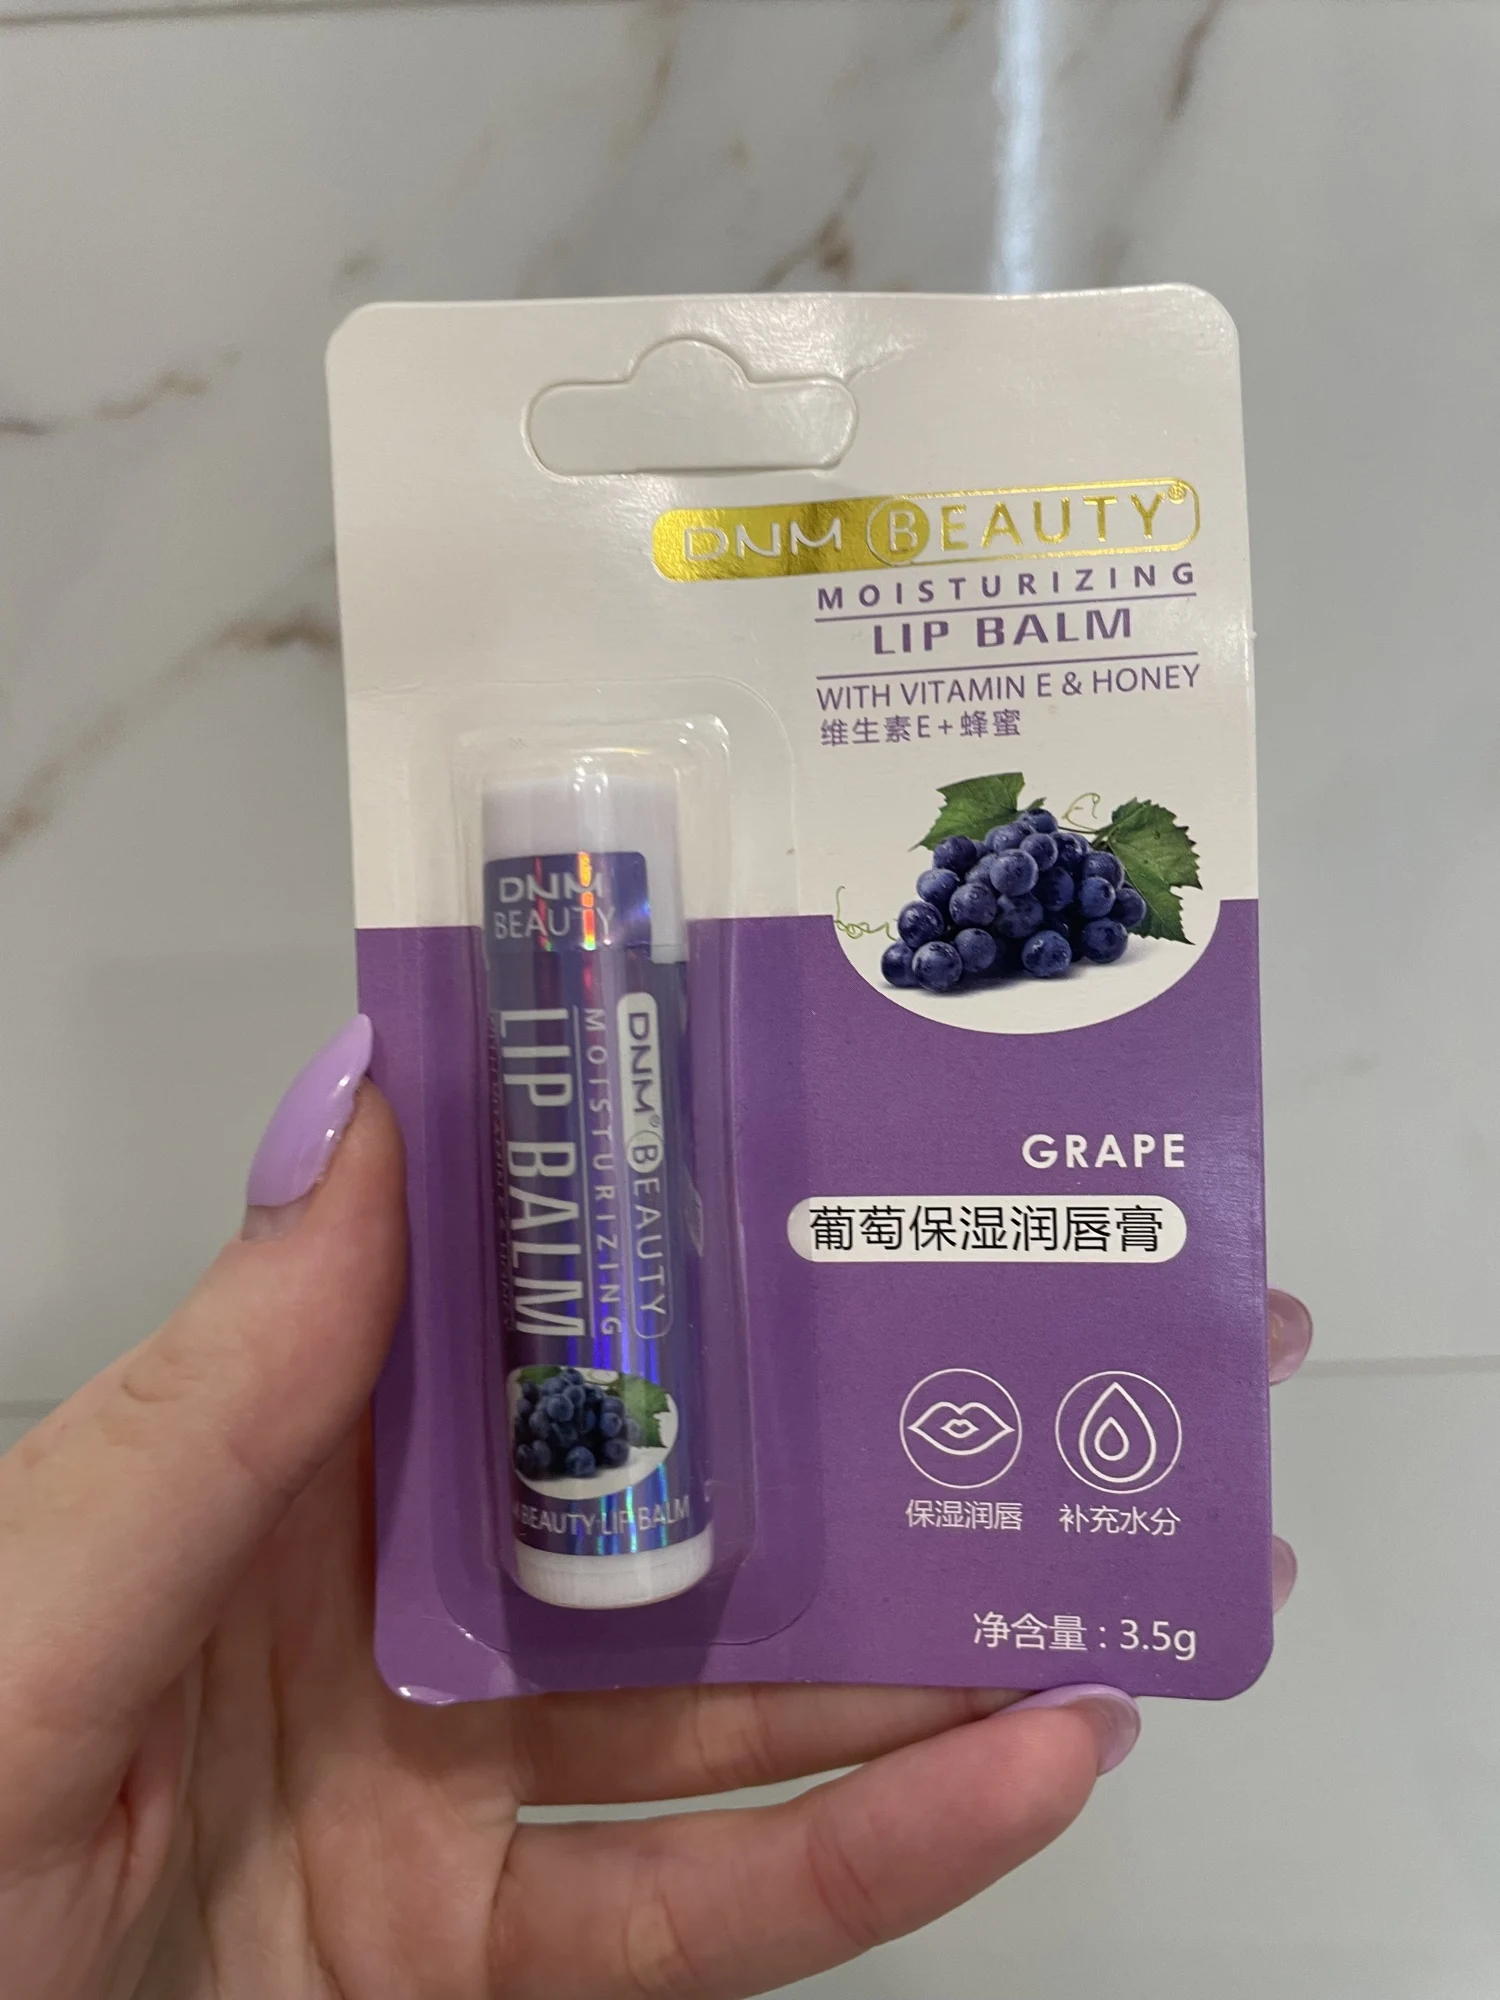 DNM BEAUTY®
MOISTURIZING
LIP BALM
WITH VITAMIN E & HONEY
维生素E+蜂蜜
DNM
BEAUTY
DNM® BEAUTY
MOISTURIZING
LIP BALM
BEAUTY LIP BALM
GRAPE
葡萄保湿润唇膏
保湿润唇
补充水分
净含量:3.5g